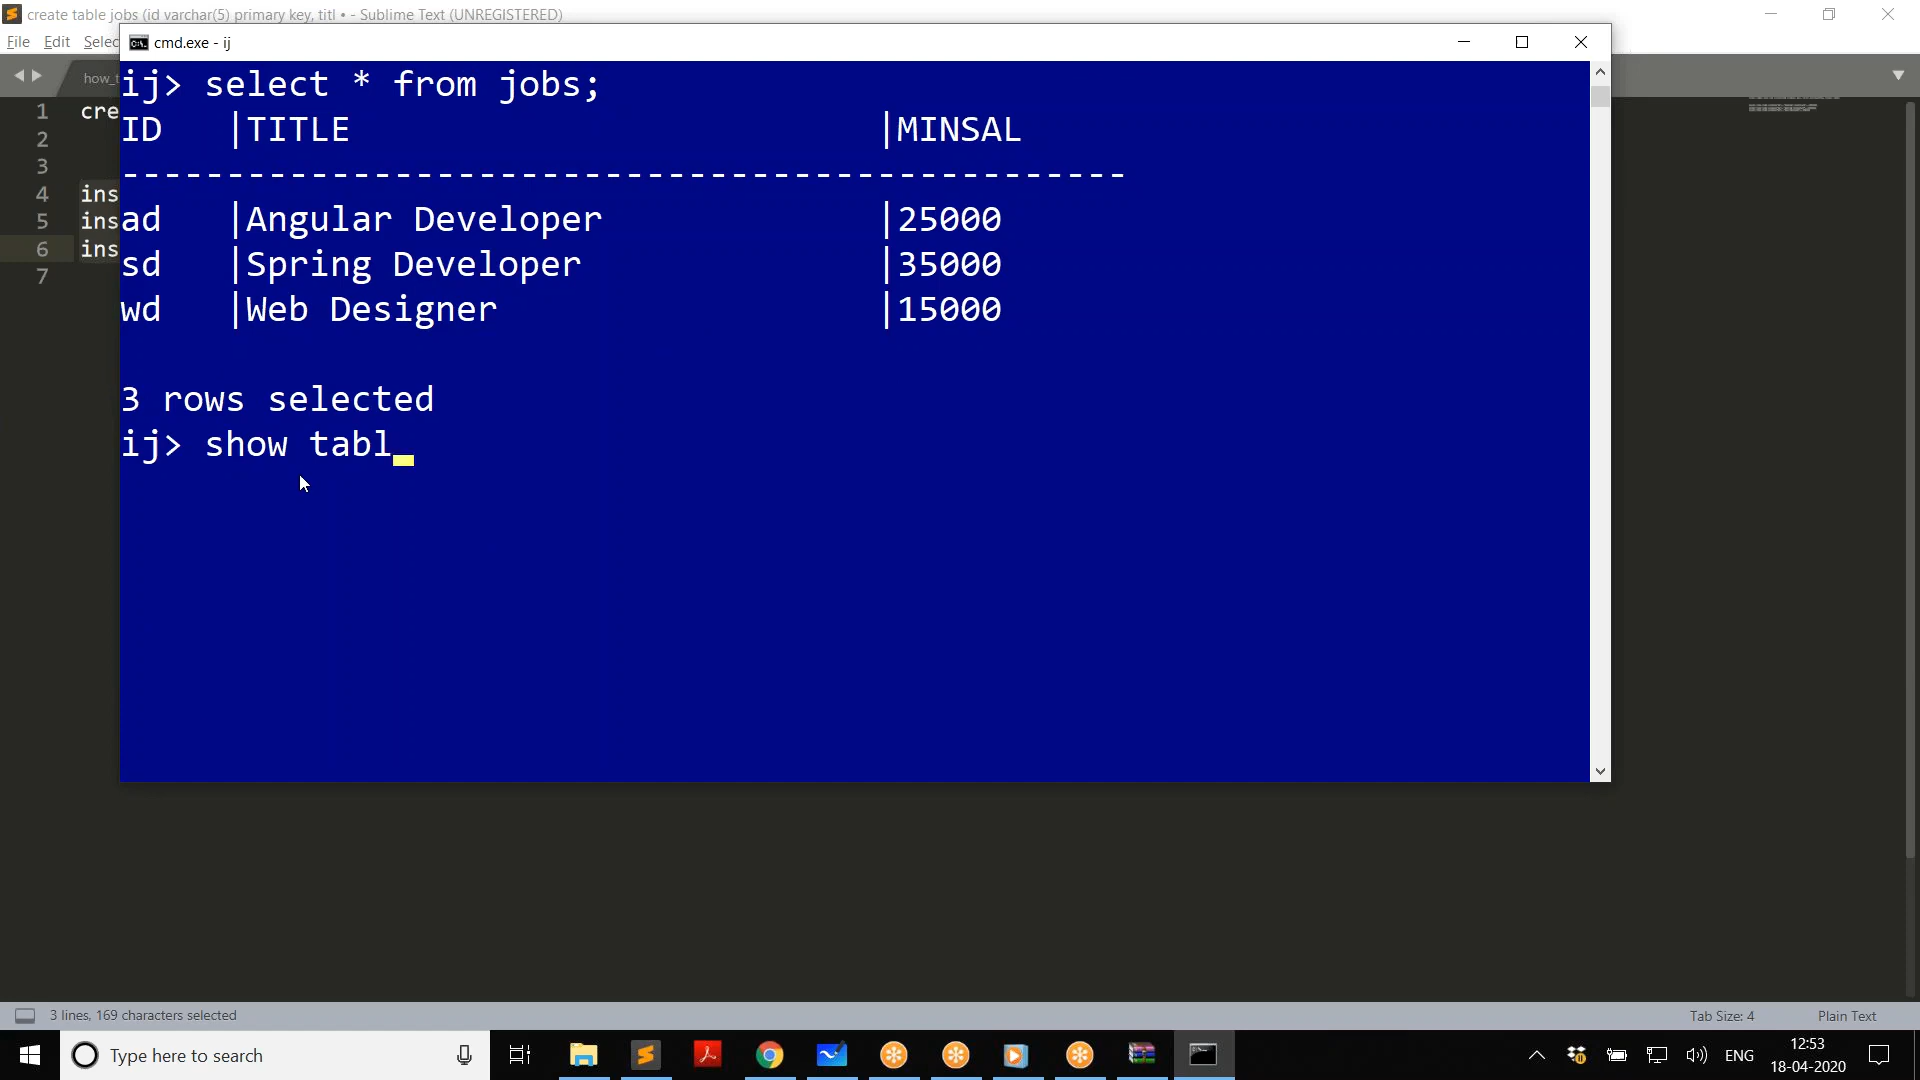 create table jobs (id varchar(5) primary key, titl • - Sublime Text (UNREGISTERED)
File Edit Selec
cmd.exe - ij
how_t
1 cre
2
3
4 ins
5 ins
6 ins
7
ij> select * from jobs;
ID |TITLE |MINSAL
------------------------------------------------
ad |Angular Developer |25000
sd |Spring Developer |35000
wd |Web Designer |15000
3 rows selected
ij> show tabl_
3 lines, 169 characters selected
Tab Size: 4
Plain Text
Type here to search
ENG
12:53
18-04-2020